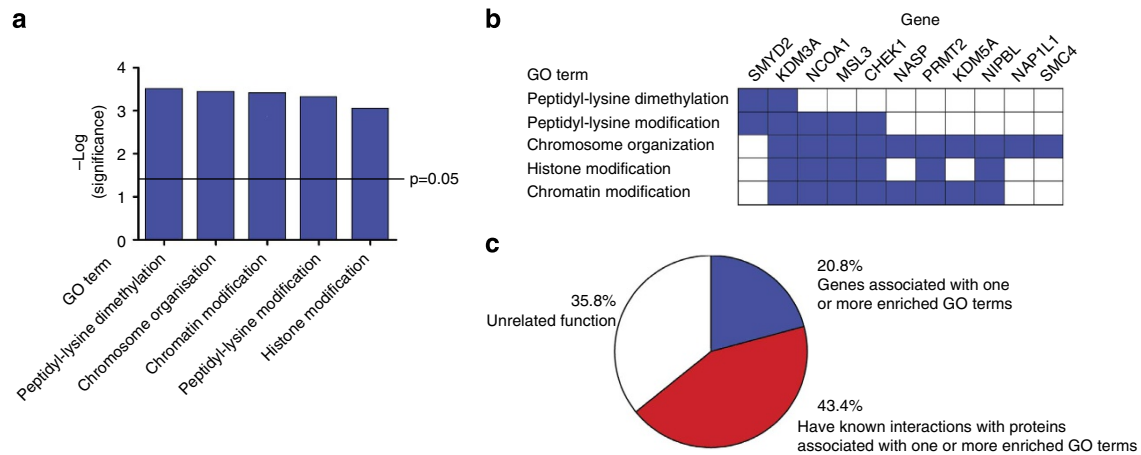 a
4
3
2
1
0
–Log
(significance)
p=0.05
GO term
Peptidyl-lysine dimethylation
Chromosome organisation
Chromatin modification
Peptidyl-lysine modification
Histone modification
b
Gene
SMYD2
KDM3A
NCOA1
MSL3
CHEK1
NASP
PRMT2
KDM5A
NIPBL
NAP1L1
SMC4
GO term
Peptidyl-lysine dimethylation
Peptidyl-lysine modification
Chromosome organization
Histone modification
Chromatin modification
c
20.8%
Genes associated with one
or more enriched GO terms
35.8%
Unrelated function
43.4%
Have known interactions with proteins
associated with one or more enriched GO terms